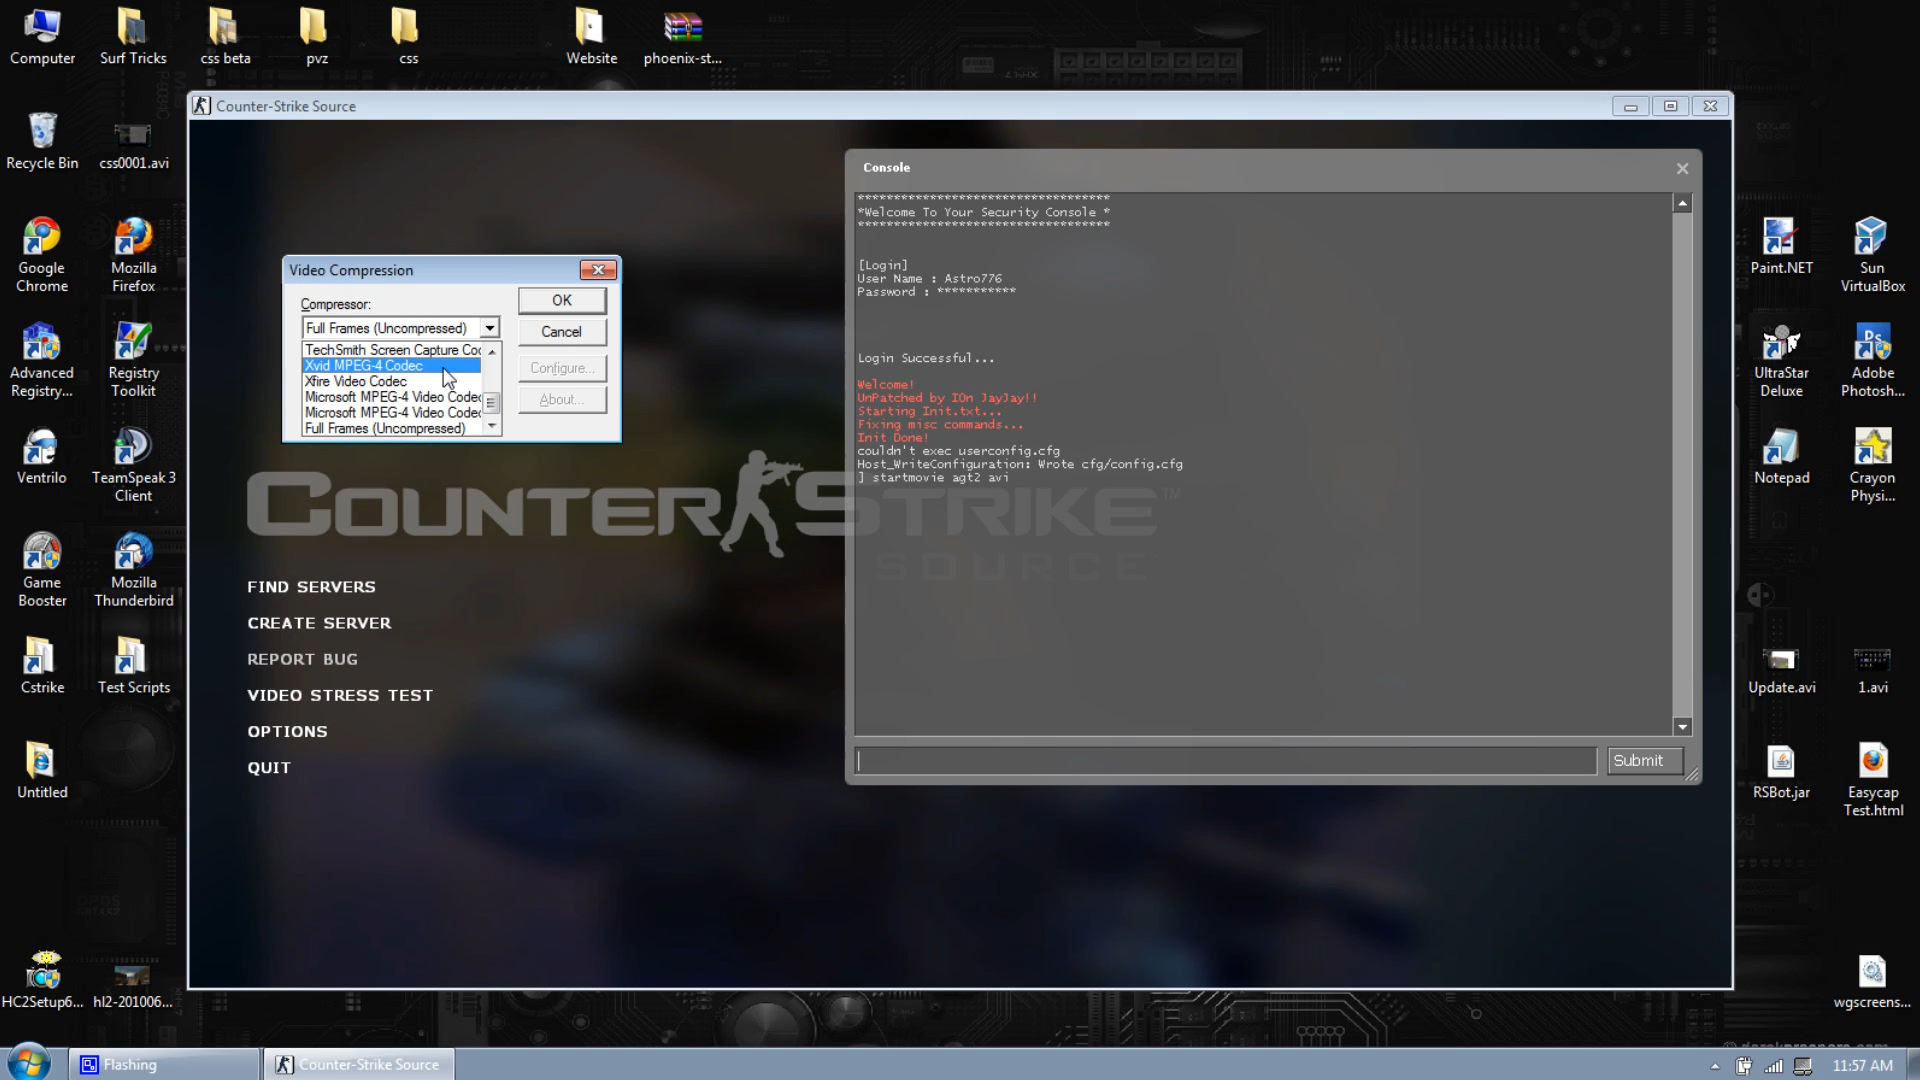 Computer
Surf Tricks
css beta
pvz
css
Website
phoenix-st...
Counter-Strike Source
Recycle Bin
css0001.avi
Google
Chrome
Mozilla
Firefox
Advanced
Registry...
Registry
Toolkit
Ventrilo
TeamSpeak 3
Client
Game
Booster
Mozilla
Thunderbird
Cstrike
Test Scripts
Untitled
HC2Setup6...
hl2-201006...
Video Compression
Compressor:
Full Frames (Uncompressed)
TechSmith Screen Capture Coc
Xvid MPEG-4 Codec
Xfire Video Codec
Microsoft MPEG-4 Video Codec
Microsoft MPEG-4 Video Codec
Full Frames (Uncompressed)
OK
Cancel
Configure...
About...
COUNTER STRIKE™
SOURCE
FIND SERVERS
CREATE SERVER
REPORT BUG
VIDEO STRESS TEST
OPTIONS
QUIT
Console
**********************************
*Welcome To Your Security Console *
**********************************
[Login]
User Name : Astro776
Password : ***********
Login Successful...
Welcome!
UnPatched by IOn JayJay!!
Starting Init.txt...
Fixing misc commands...
Init Done!
couldn't exec userconfig.cfg
Host_WriteConfiguration: Wrote cfg/config.cfg
] startmovie agt2 avi
Submit
Paint.NET
Sun
VirtualBox
UltraStar
Deluxe
Adobe
Photosh...
Notepad
Crayon
Physi...
Update.avi
1.avi
RSBot.jar
Easycap
Test.html
wgscreens...
Flashing
Counter-Strike Source
11:57 AM